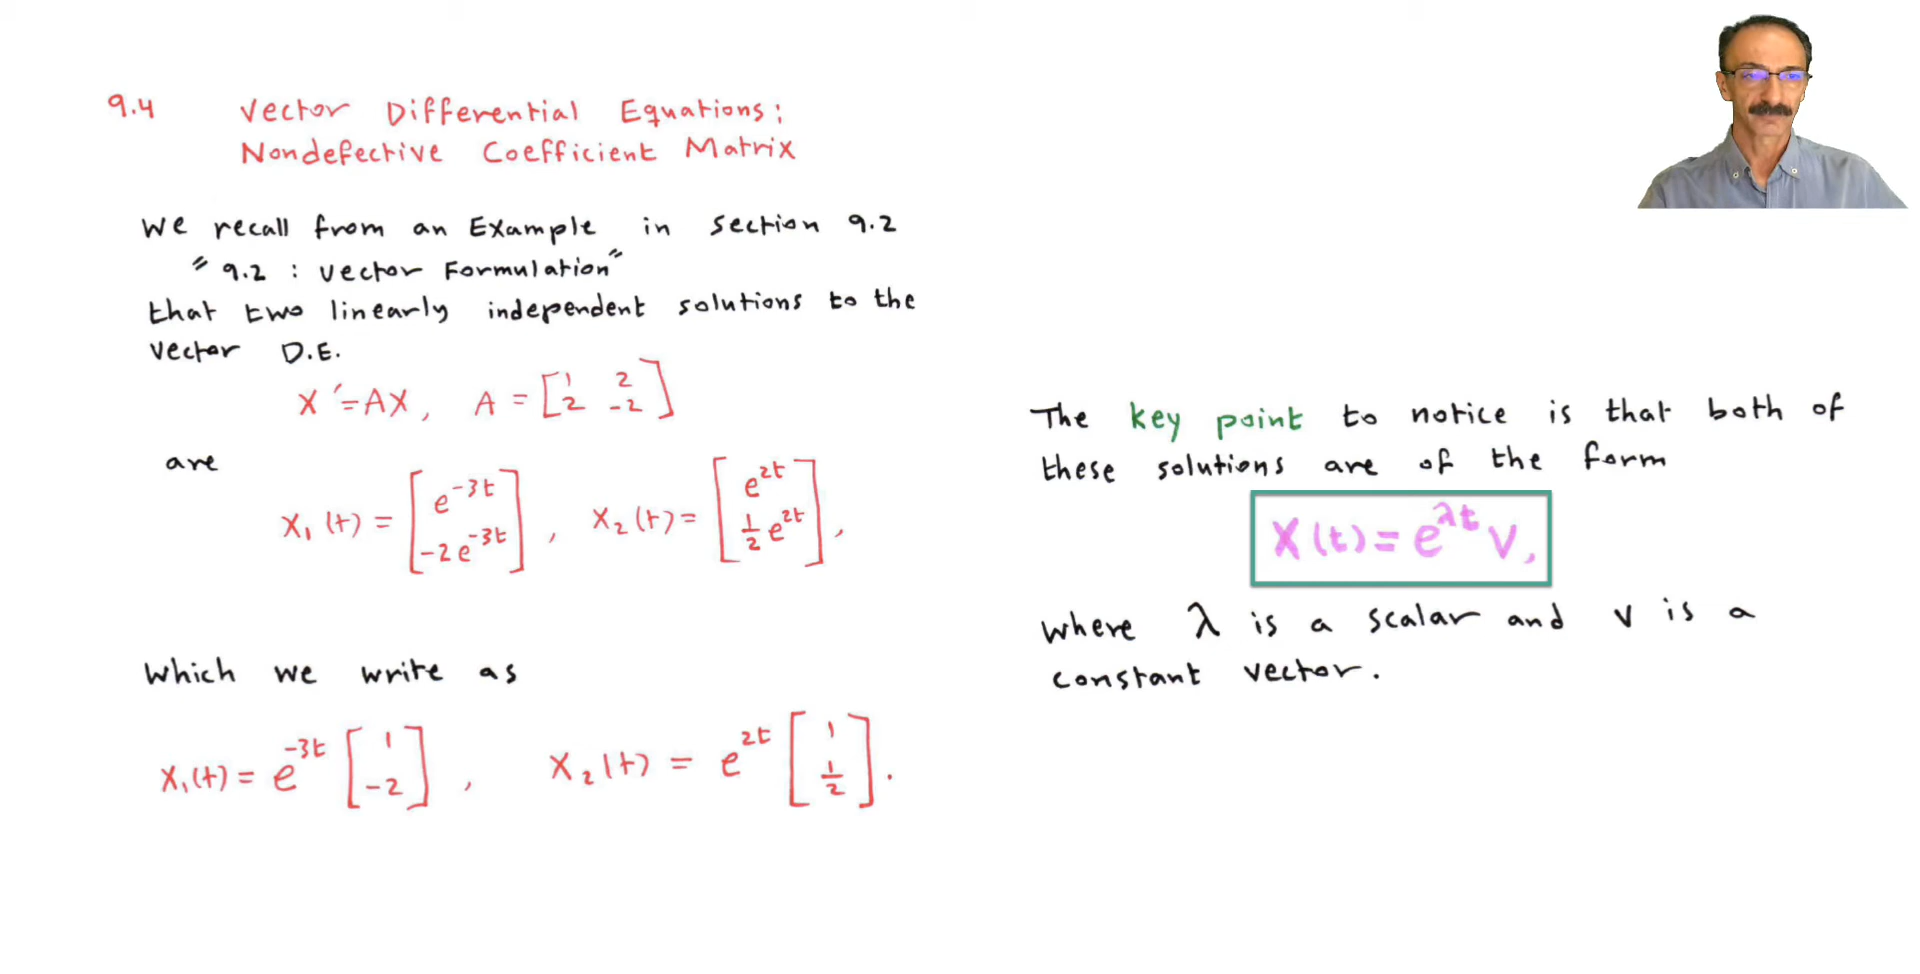 9.4 Vector Differential Equations;
Nondefective Coefficient Matrix
We recall from an Example in section 9.2
" 9.2 : Vector Formulation"
that two linearly independent solutions to the
vector D.E.
X′=AX, A = [1 2; 2 -2]
are
X₁(t) = [e^{-3t}; -2e^{-3t}], X₂(t) = [e^{2t}; 1/2 e^{2t}],
which we write as
X₁(t) = e^{-3t} [1; -2], X₂(t) = e^{2t} [1; 1/2].
The key point to notice is that both of
these solutions are of the form
X(t) = e^{λt} v,
where λ is a scalar and v is a
constant vector.